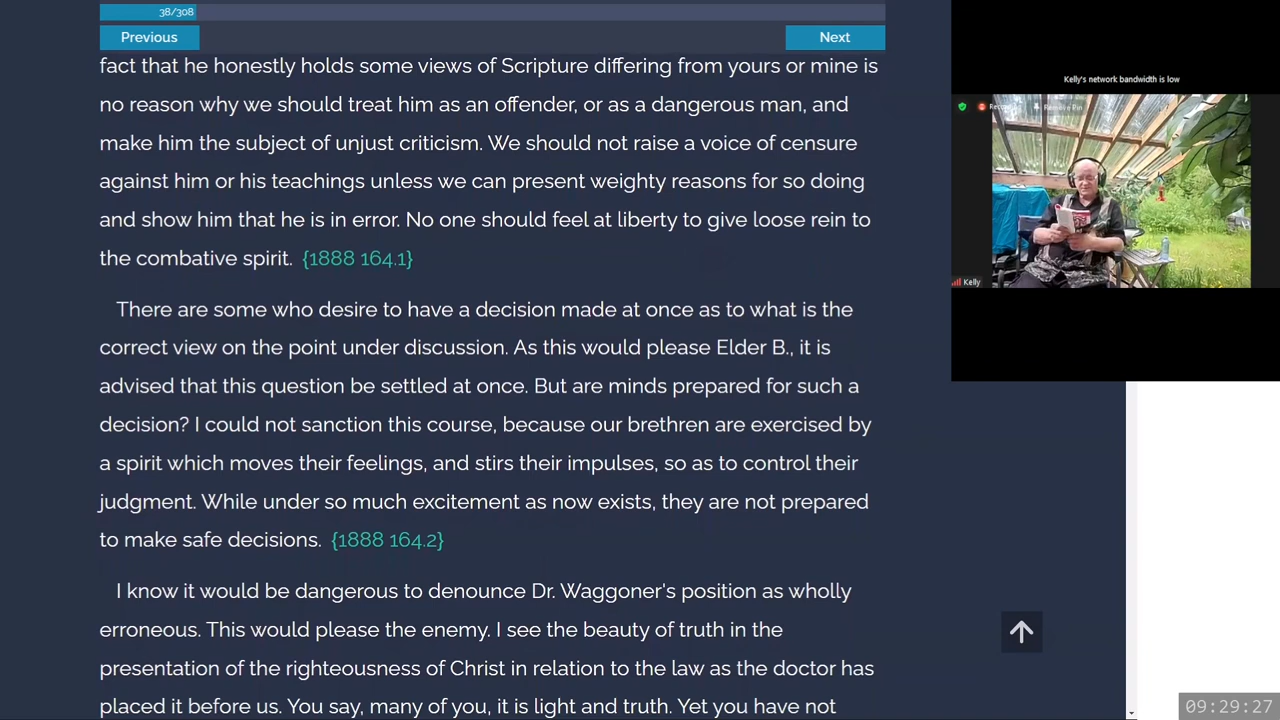 38/308
Previous
Next
fact that he honestly holds some views of Scripture differing from yours or mine is
no reason why we should treat him as an offender, or as a dangerous man, and
make him the subject of unjust criticism. We should not raise a voice of censure
against him or his teachings unless we can present weighty reasons for so doing
and show him that he is in error. No one should feel at liberty to give loose rein to
the combative spirit. {1888 164.1}
There are some who desire to have a decision made at once as to what is the
correct view on the point under discussion. As this would please Elder B., it is
advised that this question be settled at once. But are minds prepared for such a
decision? I could not sanction this course, because our brethren are exercised by
a spirit which moves their feelings, and stirs their impulses, so as to control their
judgment. While under so much excitement as now exists, they are not prepared
to make safe decisions. {1888 164.2}
I know it would be dangerous to denounce Dr. Waggoner's position as wholly
erroneous. This would please the enemy. I see the beauty of truth in the
presentation of the righteousness of Christ in relation to the law as the doctor has
placed it before us. You say, many of you, it is light and truth. Yet you have not
Kelly's network bandwidth is low
Remove Pin
Kelly
09:29:27